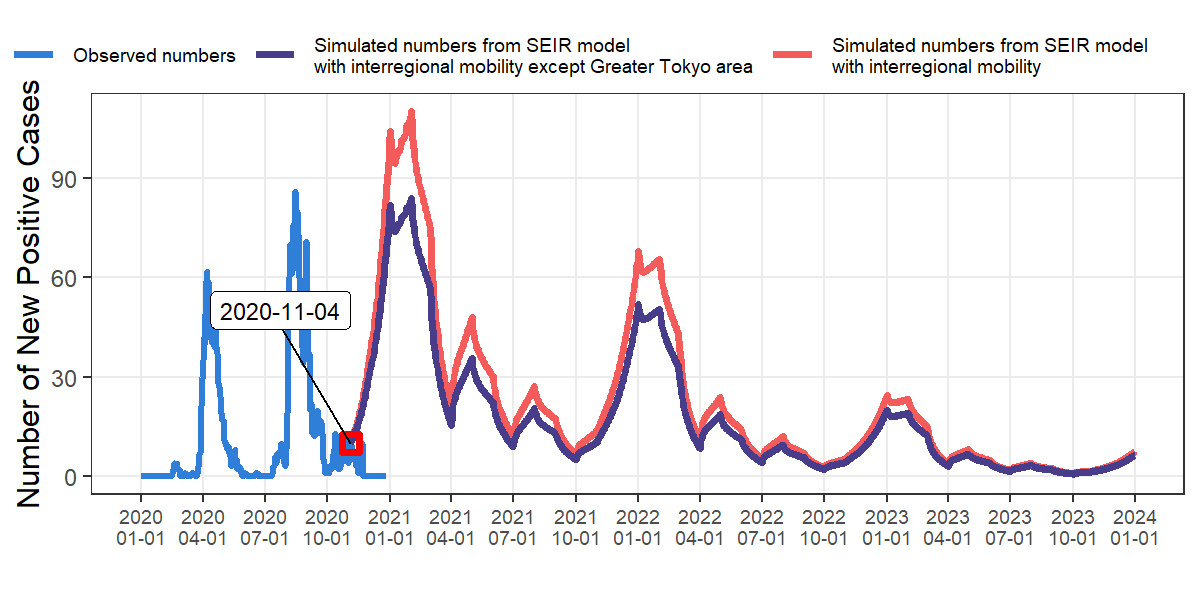 Observed numbers
Simulated numbers from SEIR model
with interregional mobility except Greater Tokyo area
Simulated numbers from SEIR model
with interregional mobility
Number of New Positive Cases
90
60
30
0
2020-11-04
2020 2020 2020 2020 2021 2021 2021 2021 2022 2022 2022 2022 2023 2023 2023 2023 2024
01-01 04-01 07-01 10-01 01-01 04-01 07-01 10-01 01-01 04-01 07-01 10-01 01-01 04-01 07-01 10-01 01-01